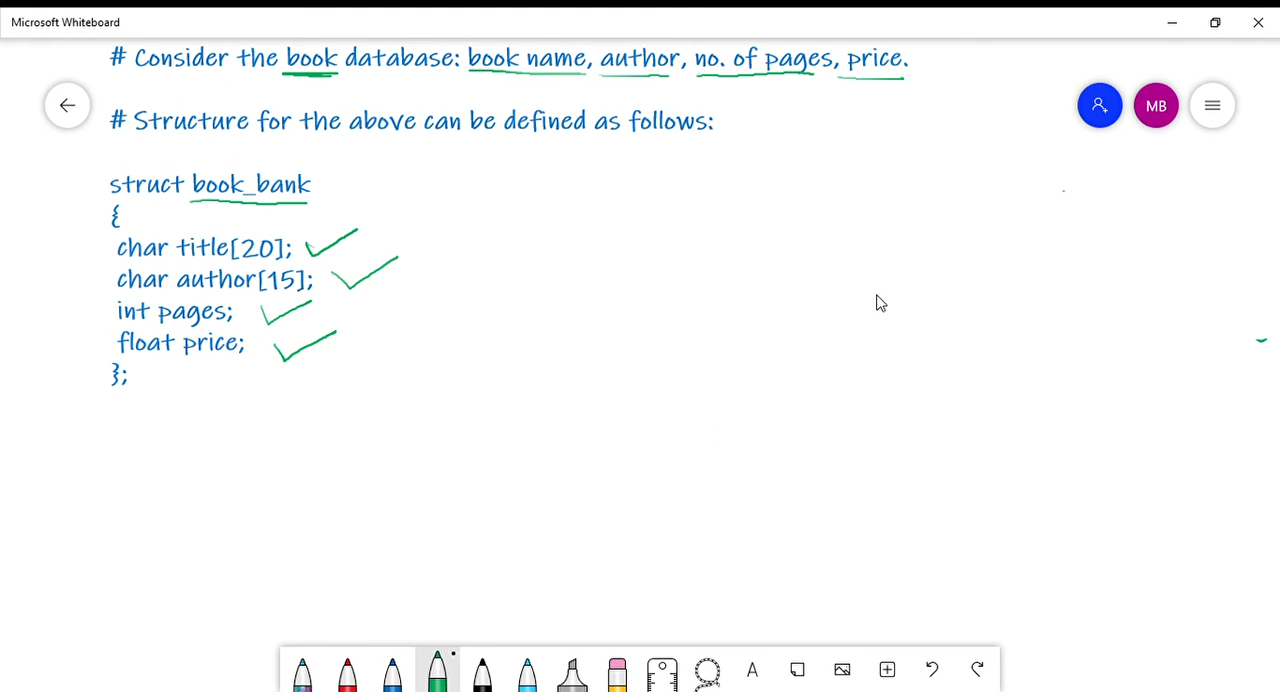 Microsoft Whiteboard
# Consider the book database: book name, author, no. of pages, price.
MB
# Structure for the above can be defined as follows:
struct book_bank
{
char title[20];
char author[15];
int pages;
float price;
};
A